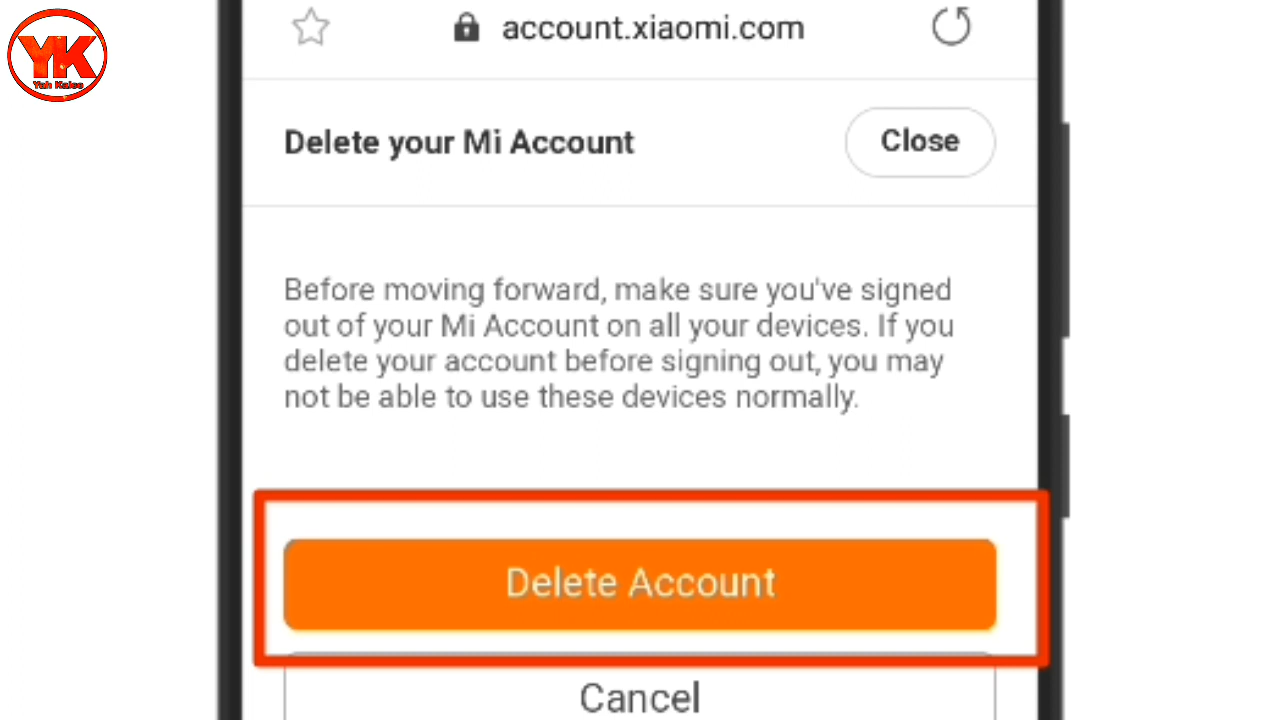 YK
Yah Kaise
account.xiaomi.com
Delete your Mi Account
Close
Before moving forward, make sure you've signed
out of your Mi Account on all your devices. If you
delete your account before signing out, you may
not be able to use these devices normally.
Delete Account
Cancel